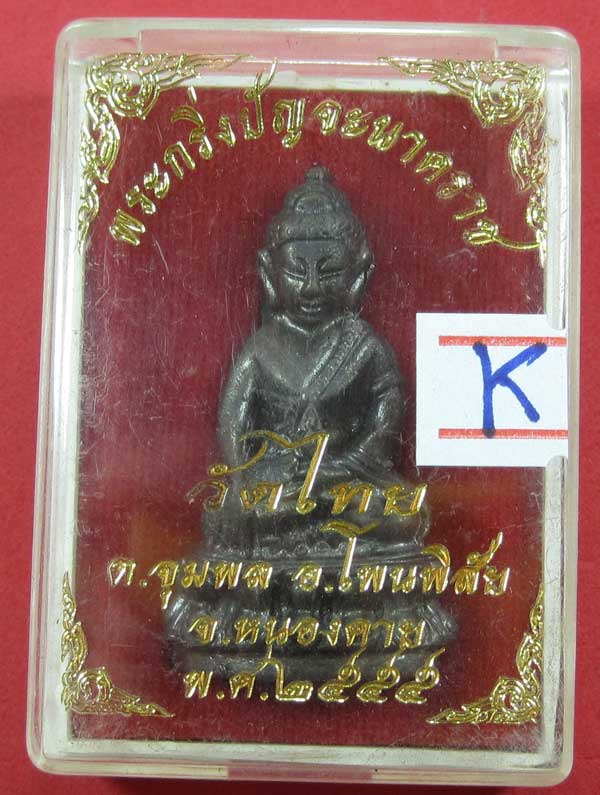 พระกริ่งปัญจะนาคราช
K
วัดไทย
ต.จุมพล อ.โพนพิสัย
จ.หนองคาย
พ.ศ.๒๕๕๕